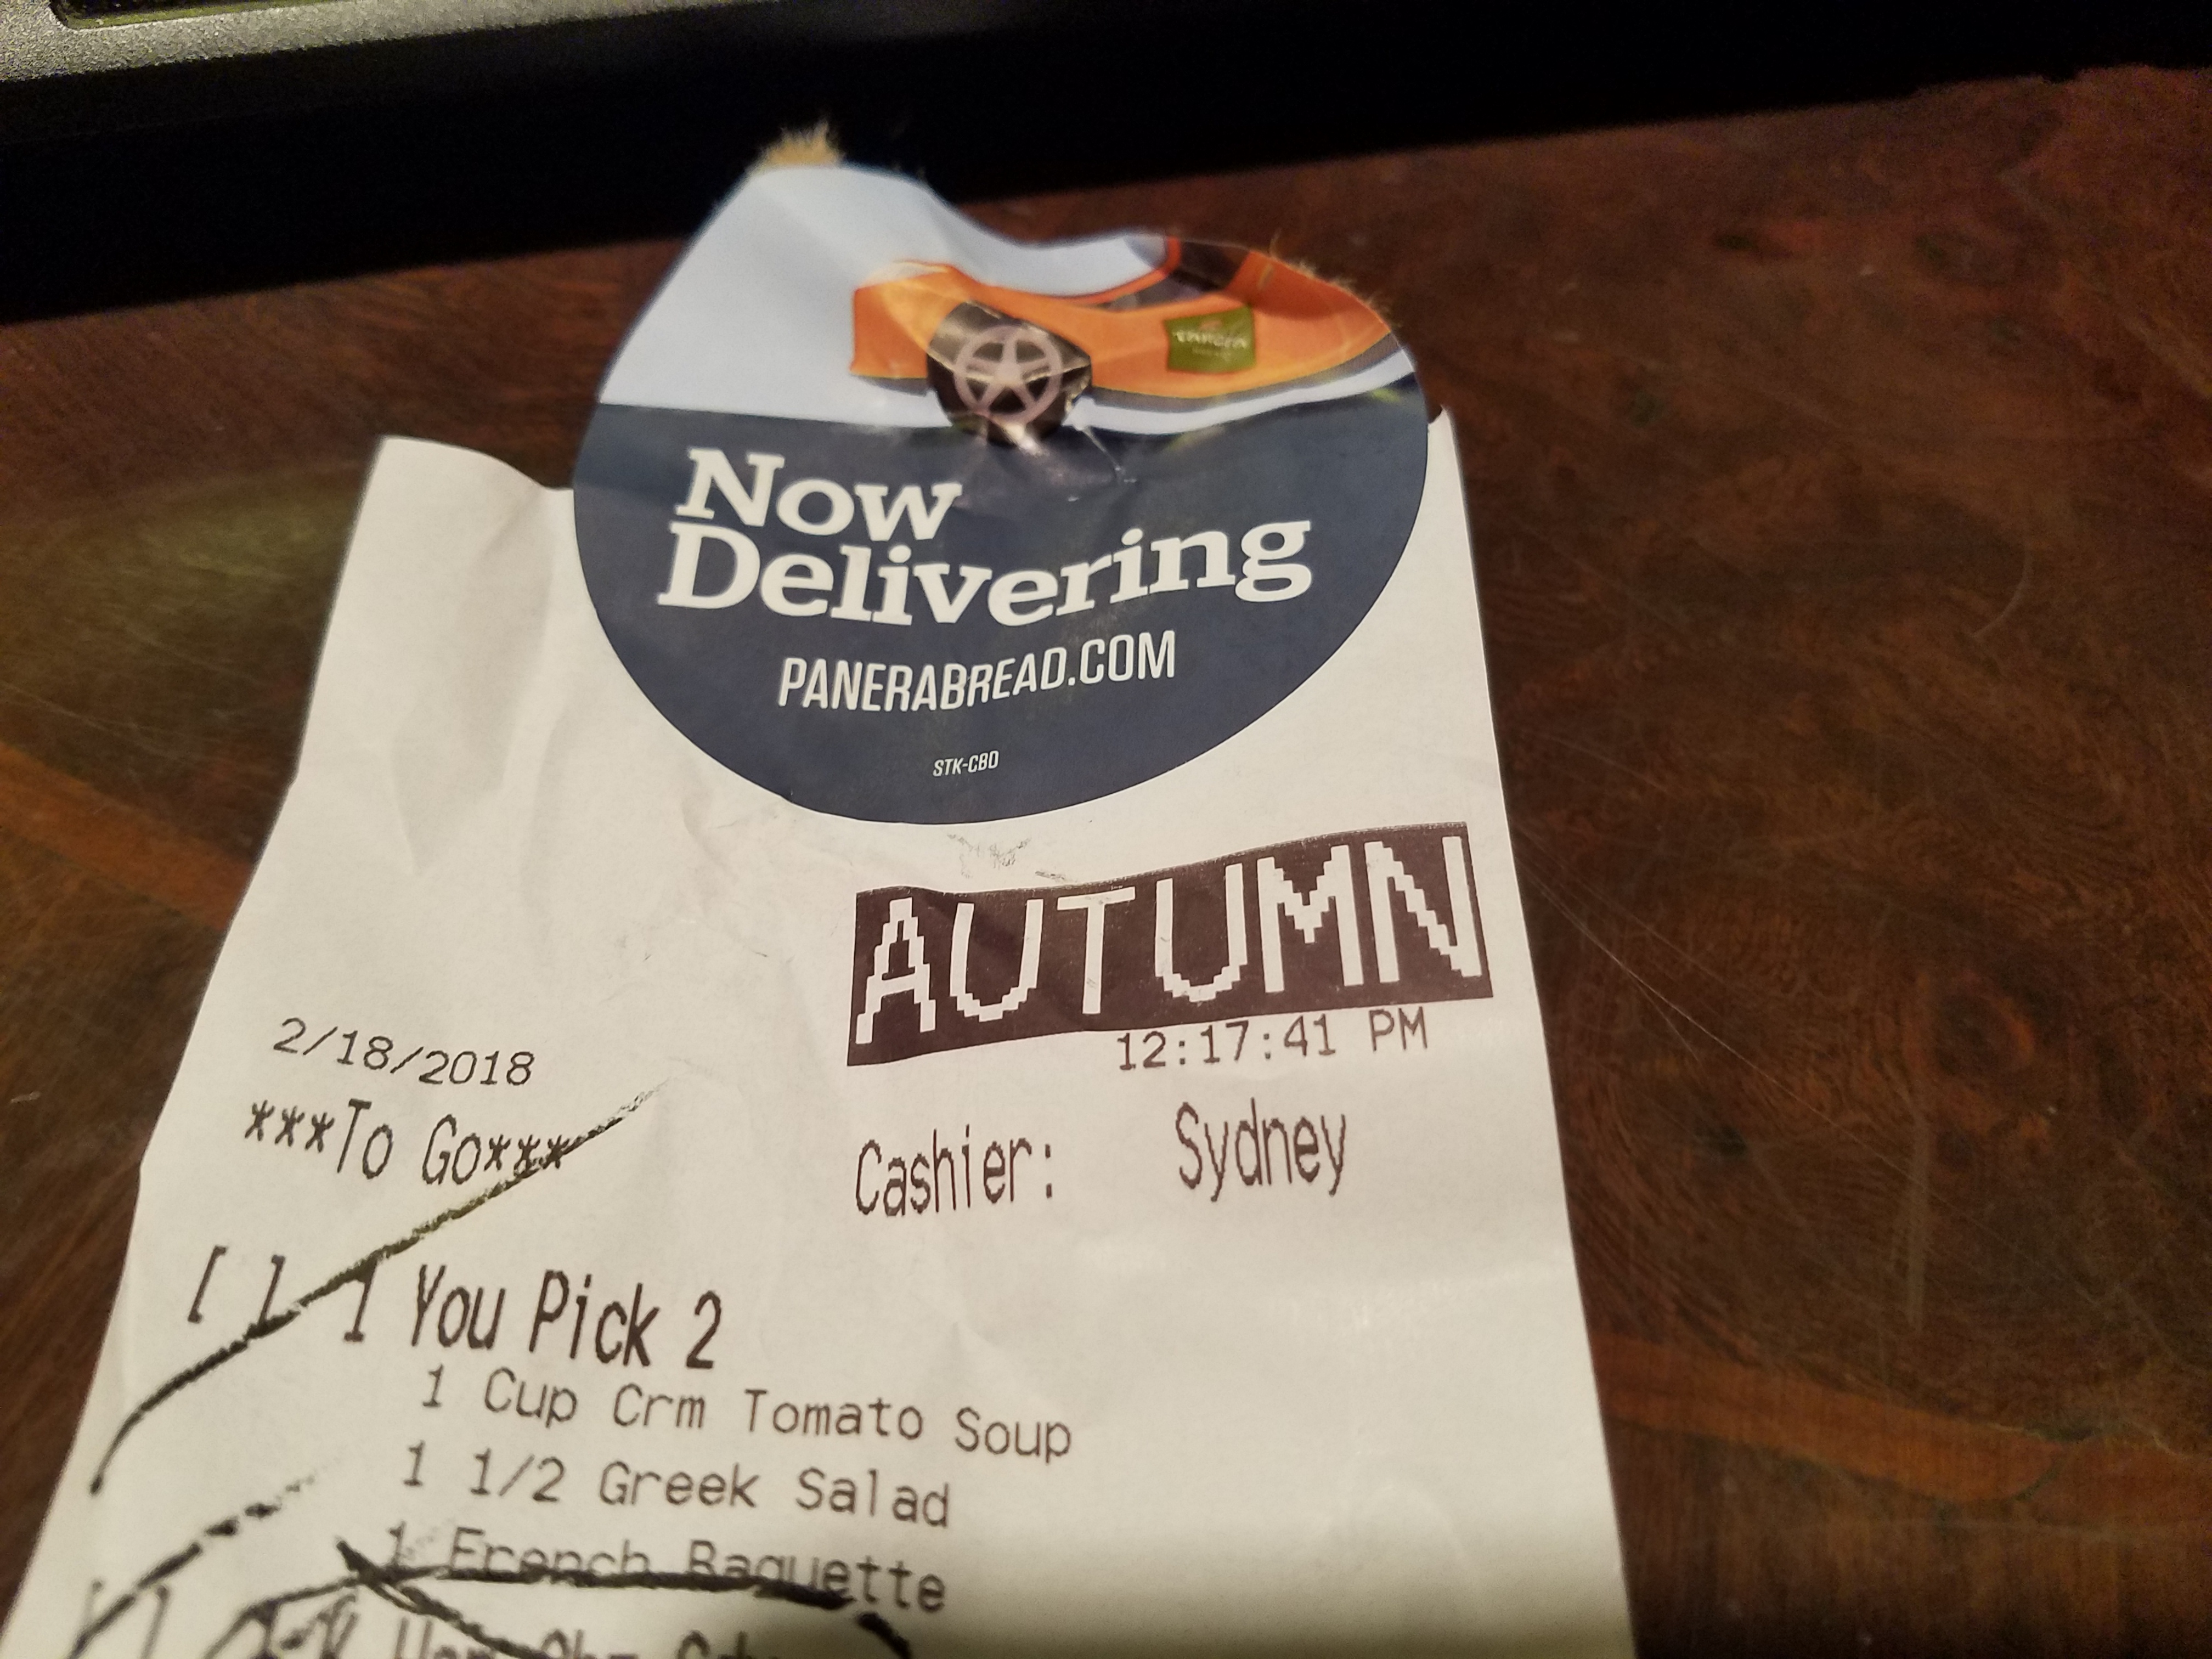 Panera
Now
Delivering
PANERABREAD.COM
STK-CBD
AUTUMN
2/18/2018 12:17:41 PM
***To Go*** Cashier: Sydney
[ ] 1 You Pick 2
1 Cup Crm Tomato Soup
1 1/2 Greek Salad
1 French Baguette